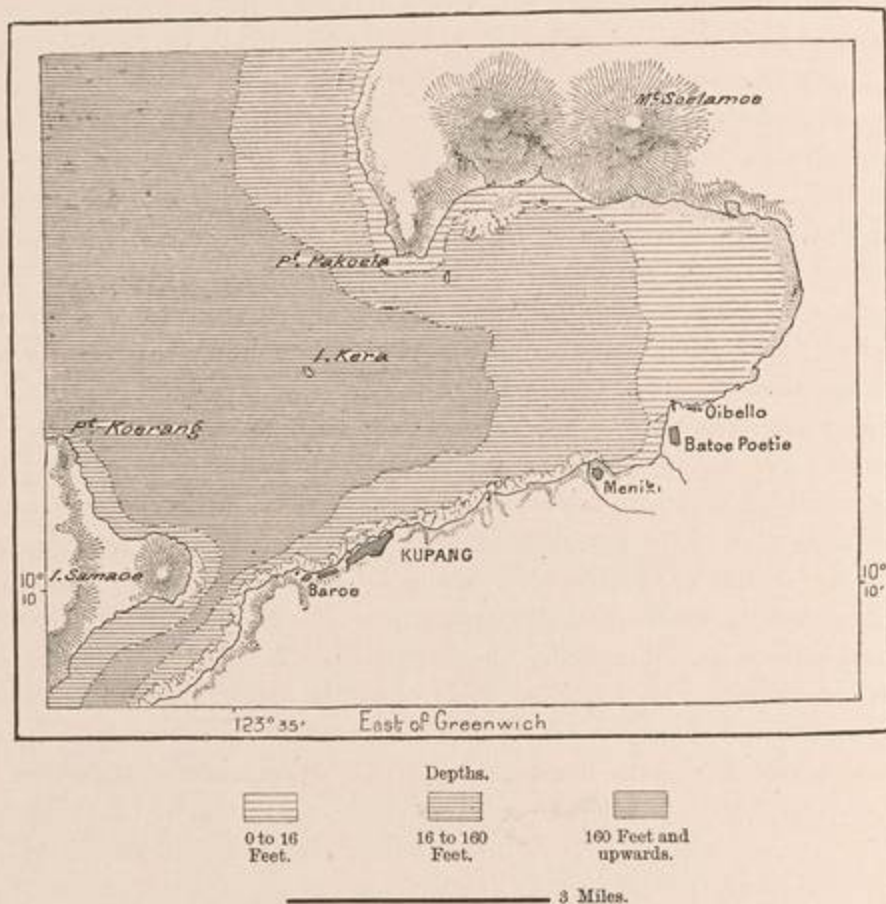 Mt. Soelamoe
Pt. Pakoela
I. Kera
Pt. Koerang
Oibello
Batoe Poetie
Meniki
KUPANG
I. Samaoe
Baroe
10°
10'
10°
10'
123° 35' East of Greenwich
Depths.
0 to 16
Feet.
16 to 160
Feet.
160 Feet and
upwards.
3 Miles.